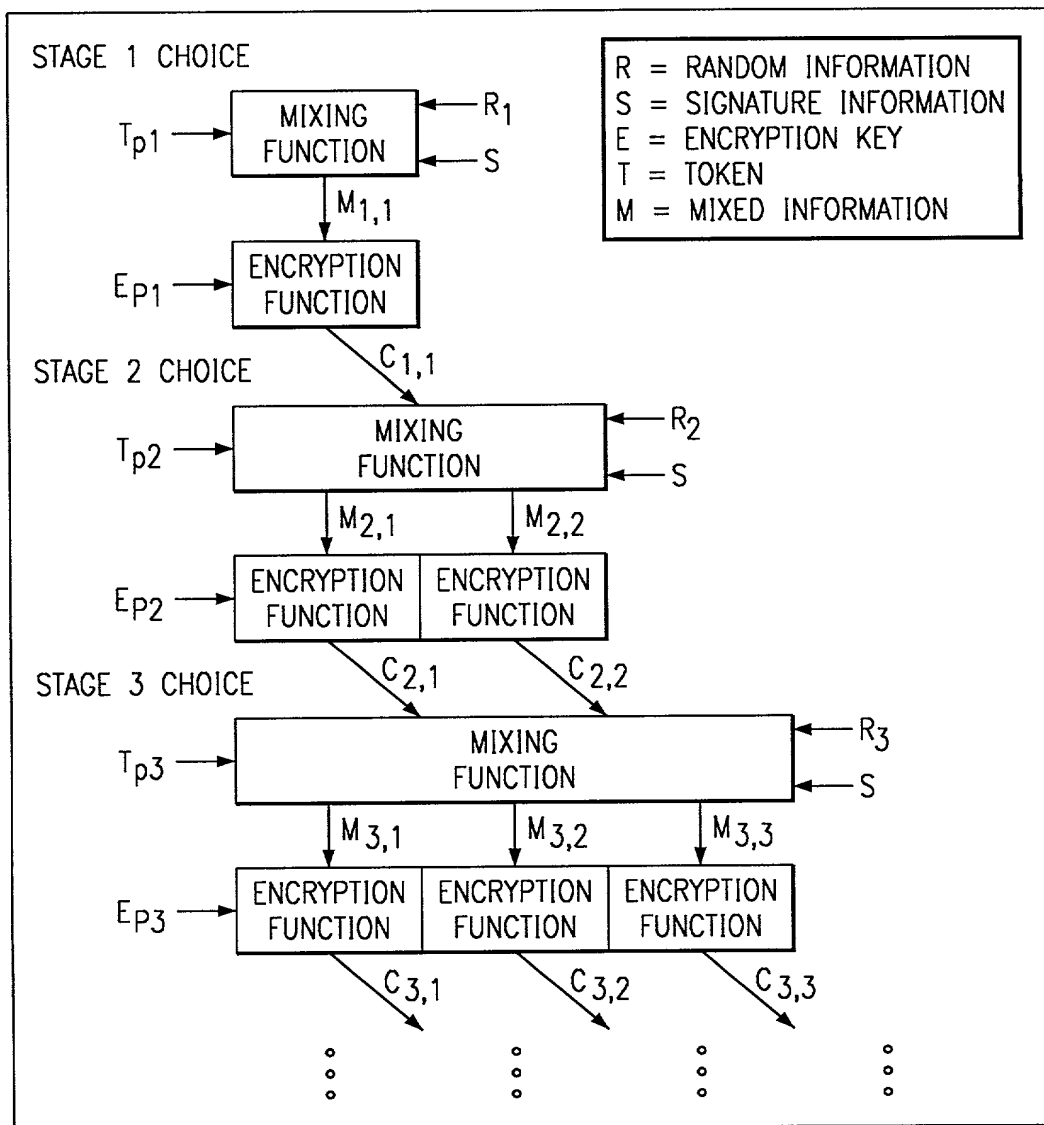 STAGE 1 CHOICE
R = RANDOM INFORMATION
S = SIGNATURE INFORMATION
E = ENCRYPTION KEY
T = TOKEN
M = MIXED INFORMATION
Tp1
MIXING
FUNCTION
R1
S
M1,1
EP1
ENCRYPTION
FUNCTION
C1,1
STAGE 2 CHOICE
Tp2
MIXING
FUNCTION
R2
S
M2,1
M2,2
EP2
ENCRYPTION
FUNCTION
ENCRYPTION
FUNCTION
C2,1
C2,2
STAGE 3 CHOICE
Tp3
MIXING
FUNCTION
R3
S
M3,1
M3,2
M3,3
EP3
ENCRYPTION
FUNCTION
ENCRYPTION
FUNCTION
ENCRYPTION
FUNCTION
C3,1
C3,2
C3,3